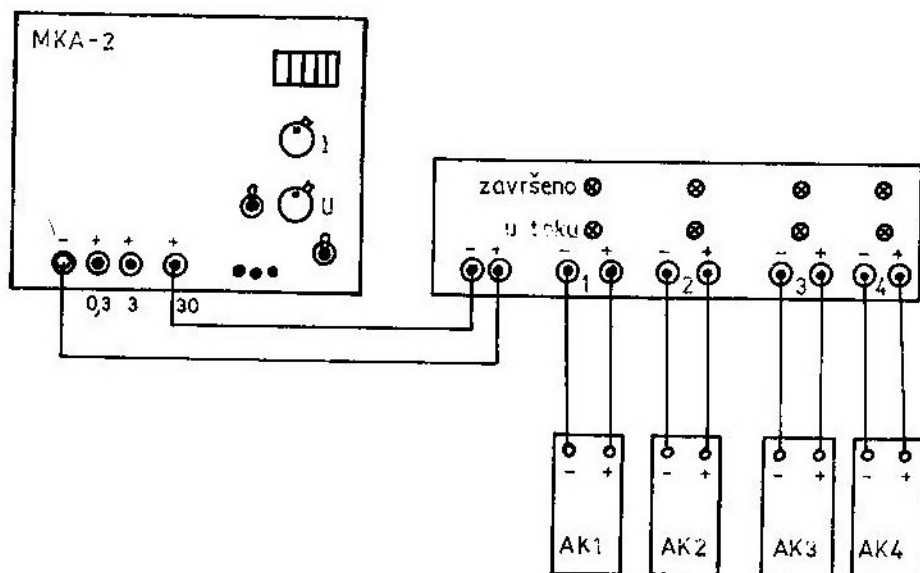 MKA-2
I
U
- + + +
0,3 3 30
završeno
u toku
- + - + - + - + - +
1 2 3 4
- + - + - + - +
AK1 AK2 AK3 AK4